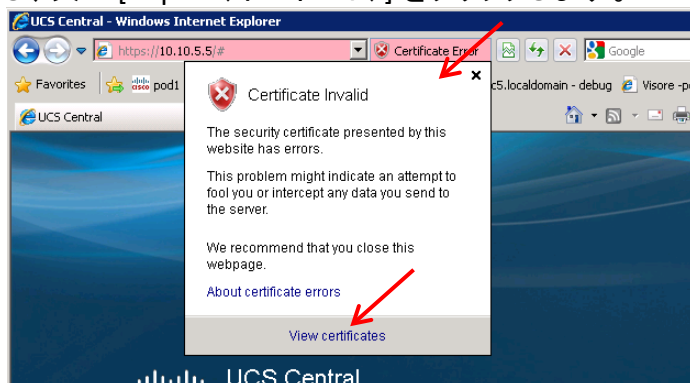 UCS Central - Windows Internet Explorer
https://10.10.5.5/#
Certificate Error
Google
Favorites
cisco
pod1
c5.localdomain - debug
Visore -p
UCS Central
Certificate Invalid
The security certificate presented by this
website has errors.
This problem might indicate an attempt to
fool you or intercept any data you send to
the server.
We recommend that you close this
webpage.
About certificate errors
View certificates
UCS Central